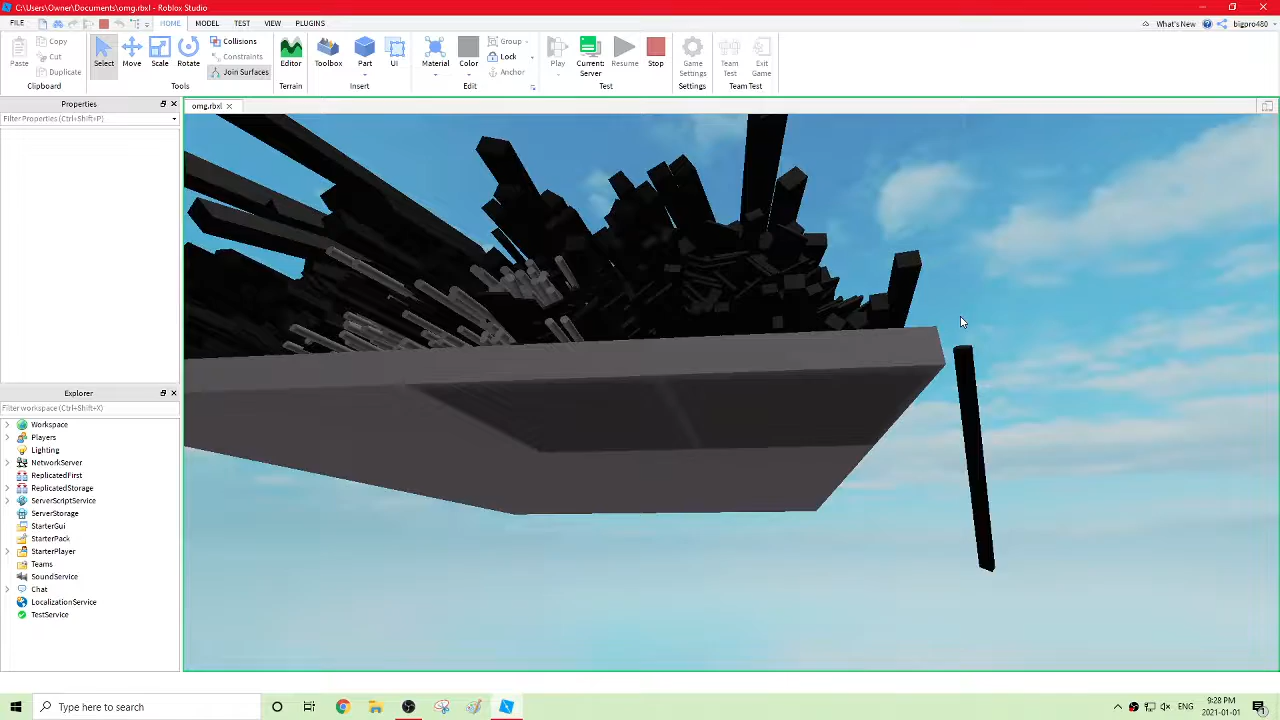 C:\Users\Owner\Documents\omg.rbxl - Roblox Studio
FILE HOME MODEL TEST VIEW PLUGINS What's New bigpro480
Paste Copy Cut Duplicate Clipboard
Select Move Scale Rotate Collisions Constraints Join Surfaces Tools
Editor Terrain
Toolbox Part UI Insert
Material Color Group Lock Anchor Edit
Play Current: Server Resume Stop Test
Game Settings Settings
Team Test Exit Game Team Test
Properties
Filter Properties (Ctrl+Shift+P)
omg.rbxl
Explorer
Filter workspace (Ctrl+Shift+X)
Workspace
Players
Lighting
NetworkServer
ReplicatedFirst
ReplicatedStorage
ServerScriptService
ServerStorage
StarterGui
StarterPack
StarterPlayer
Teams
SoundService
Chat
LocalizationService
TestService
Type here to search
ENG
9:28 PM
2021-01-01